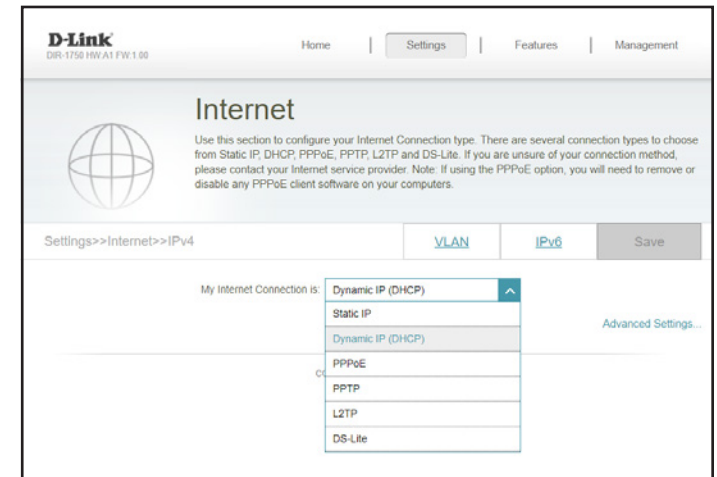 D-Link
DIR-1750 HW:A1 FW:1.00
Home | Settings | Features | Management
Internet
Use this section to configure your Internet Connection type. There are several connection types to choose
from Static IP, DHCP, PPPoE, PPTP, L2TP and DS-Lite. If you are unsure of your connection method,
please contact your Internet service provider. Note: If using the PPPoE option, you will need to remove or
disable any PPPoE client software on your computers.
Settings>>Internet>>IPv4
VLAN
IPv6
Save
My Internet Connection is: Dynamic IP (DHCP)
Static IP
Advanced Settings...
Dynamic IP (DHCP)
PPPoE
PPTP
L2TP
DS-Lite